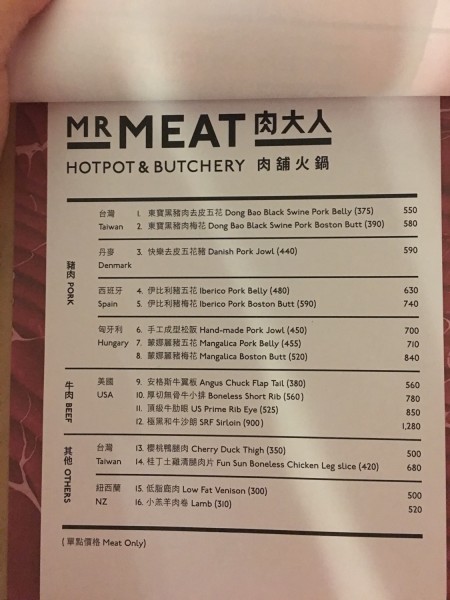 MR MEAT 肉大人
HOTPOT & BUTCHERY 肉舖火鍋
豬肉 PORK
台灣 1. 東寶黑豬肉去皮五花 Dong Bao Black Swine Pork Belly (375) 550
Taiwan 2. 東寶黑豬肉梅花 Dong Bao Black Swine Pork Boston Butt (390) 580
丹麥 3. 快樂去皮五花豬 Danish Pork Jowl (440) 590
Denmark
西班牙 4. 伊比利豬五花 Iberico Pork Belly (480) 630
Spain 5. 伊比利豬梅花 Iberico Pork Boston Butt (590) 740
匈牙利 6. 手工成型松阪 Hand-made Pork Jowl (450) 700
Hungary 7. 蒙娜麗豬五花 Mangalica Pork Belly (455) 710
8. 蒙娜麗豬梅花 Mangalica Boston Butt (520) 840
牛肉 BEEF
美國 9. 安格斯牛翼板 Angus Chuck Flap Tail (380) 560
USA 10. 厚切無骨牛小排 Boneless Short Rib (560) 780
11. 頂級牛肋眼 US Prime Rib Eye (525) 850
12. 極黑和牛沙朗 SRF Sirloin (900) 1,280
其他 OTHERS
台灣 13. 櫻桃鴨腿肉 Cherry Duck Thigh (350) 500
Taiwan 14. 桂丁土雞清腿肉片 Fun Sun Boneless Chicken Leg slice (420) 680
紐西蘭 15. 低脂鹿肉 Low Fat Venison (300) 500
NZ 16. 小羔羊肉卷 Lamb (310) 520
(單點價格 Meat Only)